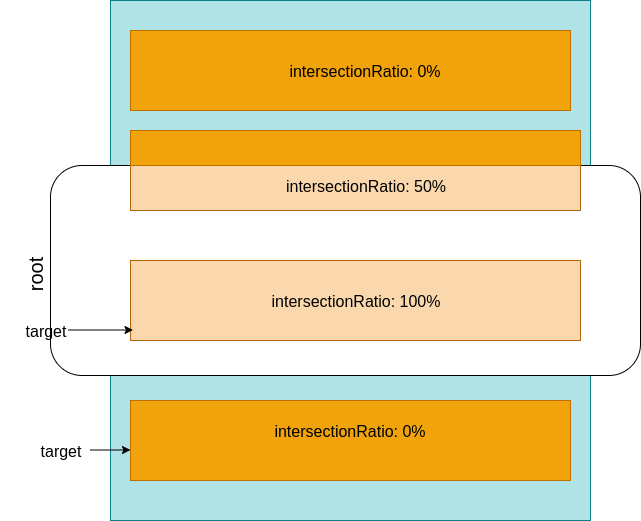 intersectionRatio: 0%
intersectionRatio: 50%
root
intersectionRatio: 100%
target
intersectionRatio: 0%
target